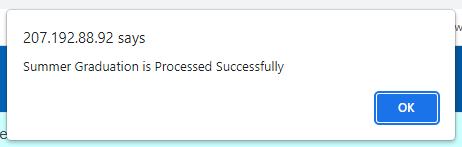 207.192.88.92 says
Summer Graduation is Processed Successfully
OK